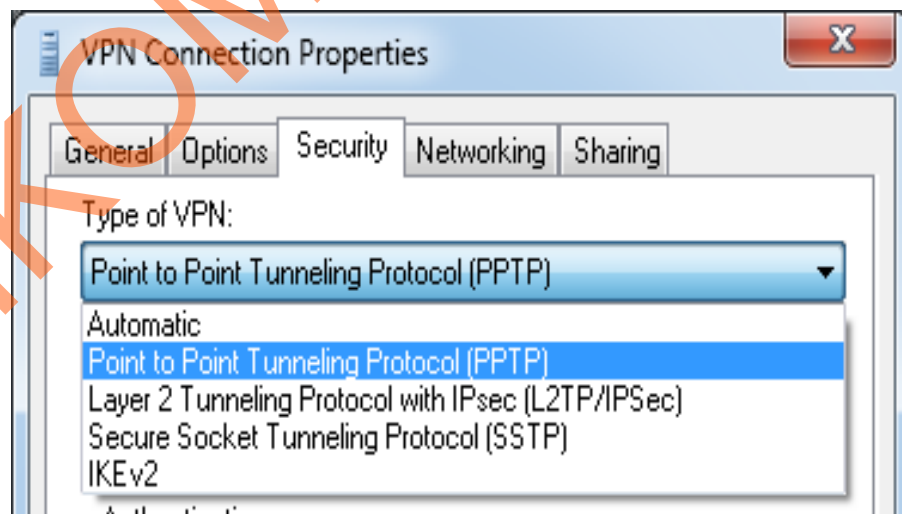 VPN Connection Properties
General Options Security Networking Sharing
Type of VPN:
Point to Point Tunneling Protocol (PPTP)
Automatic
Point to Point Tunneling Protocol (PPTP)
Layer 2 Tunneling Protocol with IPsec (L2TP/IPSec)
Secure Socket Tunneling Protocol (SSTP)
IKEv2